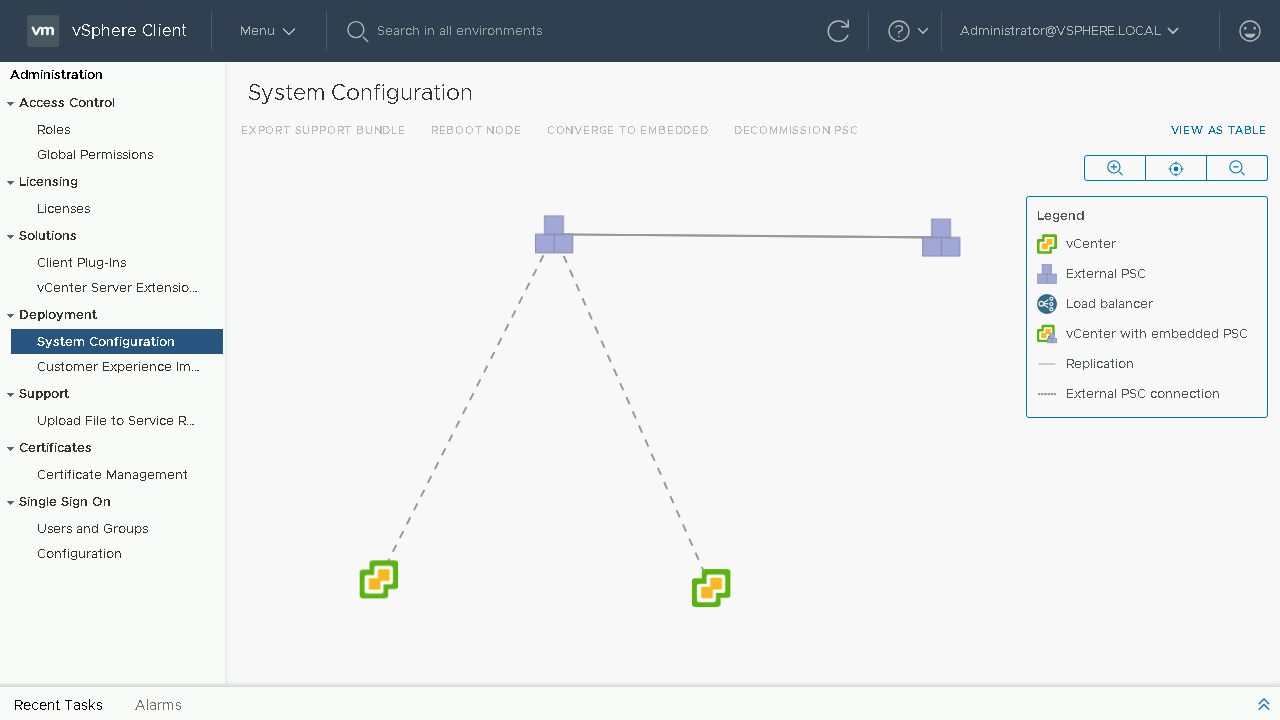 vm vSphere Client Menu Search in all environments Administrator@VSPHERE.LOCAL
Administration
Access Control
Roles
Global Permissions
Licensing
Licenses
Solutions
Client Plug-Ins
vCenter Server Extensio...
Deployment
System Configuration
Customer Experience Im...
Support
Upload File to Service R...
Certificates
Certificate Management
Single Sign On
Users and Groups
Configuration
System Configuration
EXPORT SUPPORT BUNDLE REBOOT NODE CONVERGE TO EMBEDDED DECOMMISSION PSC VIEW AS TABLE
Legend
vCenter
External PSC
Load balancer
vCenter with embedded PSC
Replication
External PSC connection
Recent Tasks Alarms